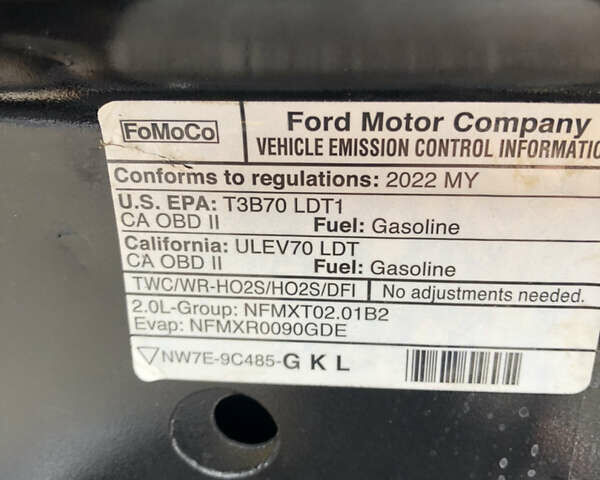 FoMoCo
Ford Motor Company
VEHICLE EMISSION CONTROL INFORMATIO
Conforms to regulations: 2022 MY
U.S. EPA: T3B70 LDT1
CA OBD II Fuel: Gasoline
California: ULEV70 LDT
CA OBD II Fuel: Gasoline
TWC/WR-HO2S/HO2S/DFI No adjustments needed.
2.0L-Group: NFMXT02.01B2
Evap: NFMXR0090GDE
NW7E-9C485-G K L